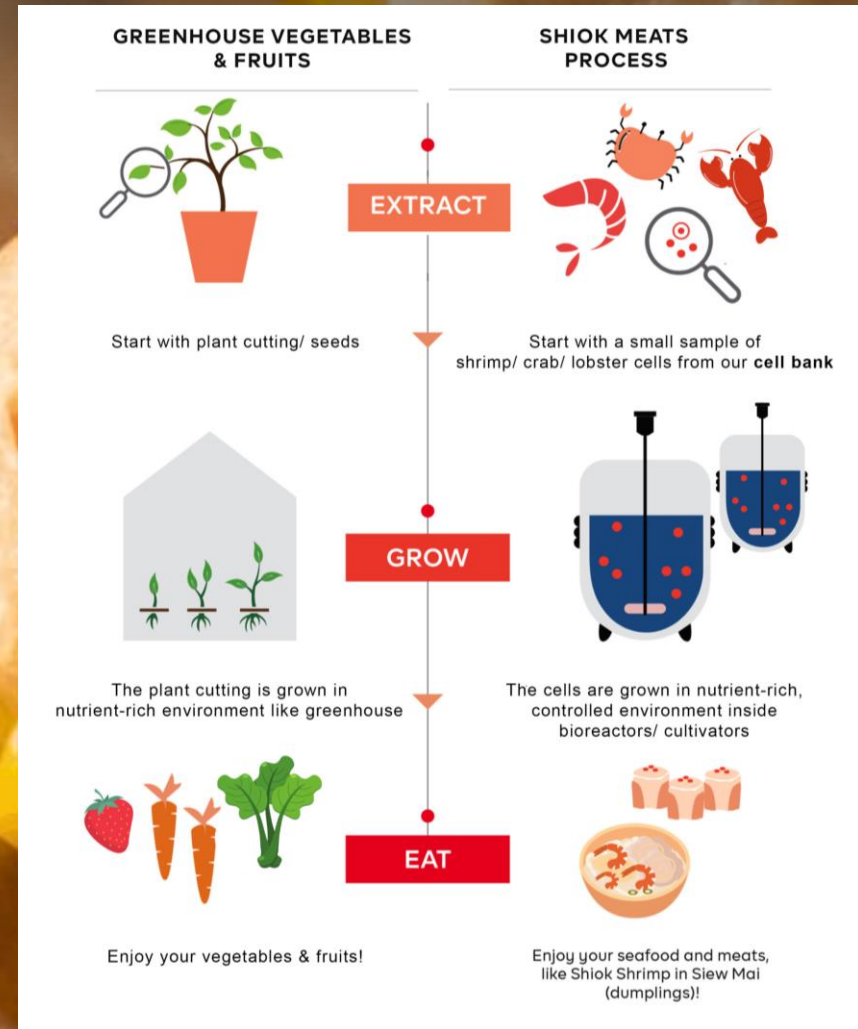 GREENHOUSE VEGETABLES
& FRUITS
SHIOK MEATS
PROCESS
EXTRACT
Start with plant cutting/ seeds
Start with a small sample of
shrimp/ crab/ lobster cells from our cell bank
GROW
The plant cutting is grown in
nutrient-rich environment like greenhouse
The cells are grown in nutrient-rich,
controlled environment inside
bioreactors/ cultivators
EAT
Enjoy your vegetables & fruits!
Enjoy your seafood and meats,
like Shiok Shrimp in Siew Mai
(dumplings)!